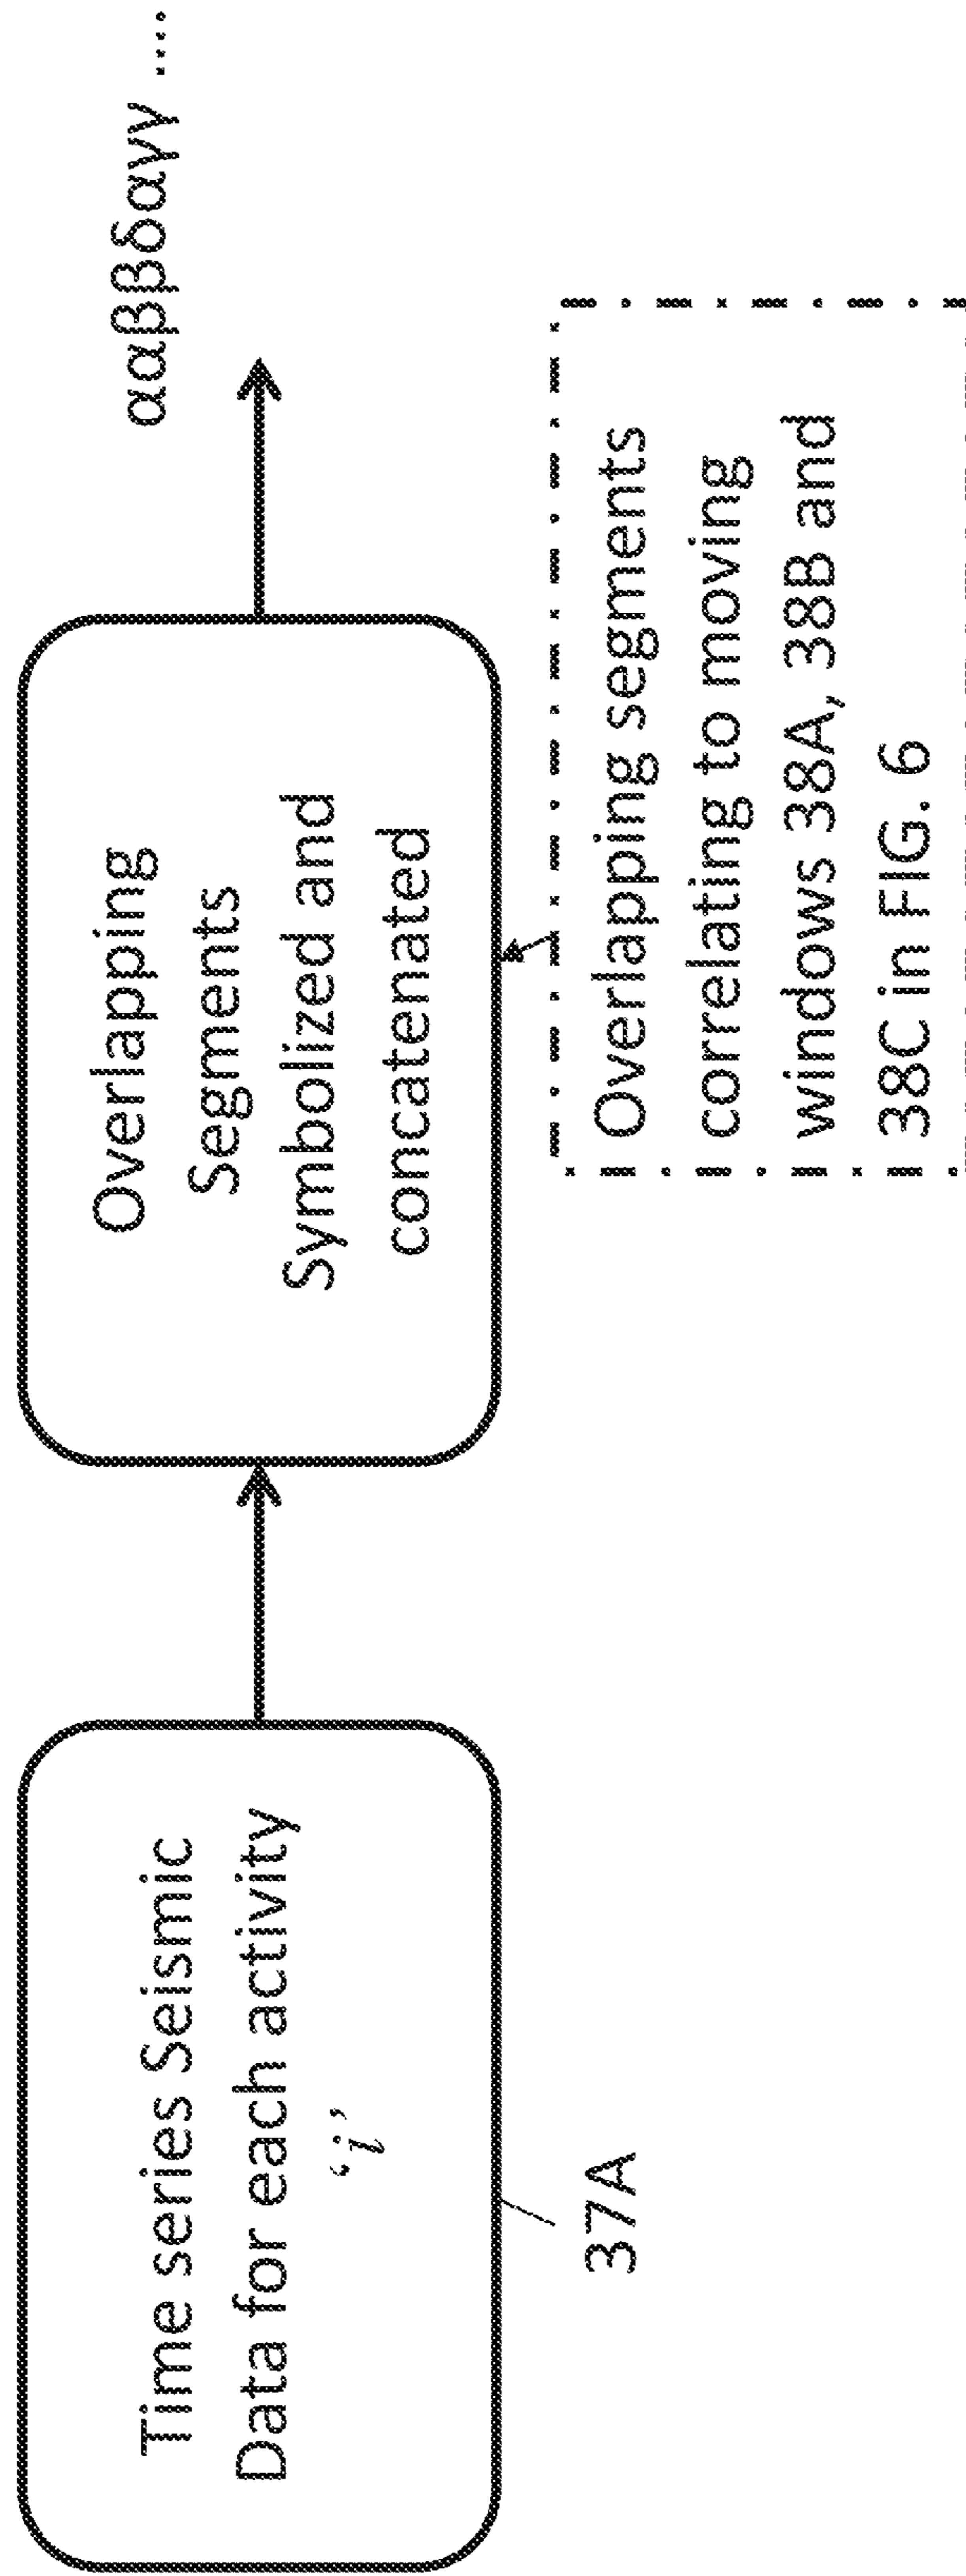 Time series Seismic
Data for each activity
‘i’
37A
Overlapping
Segments
Symbolized and
concatenated
Overlapping segments
correlating to moving
windows 38A, 38B and
38C in FIG. 6
ααββδαγγ ....